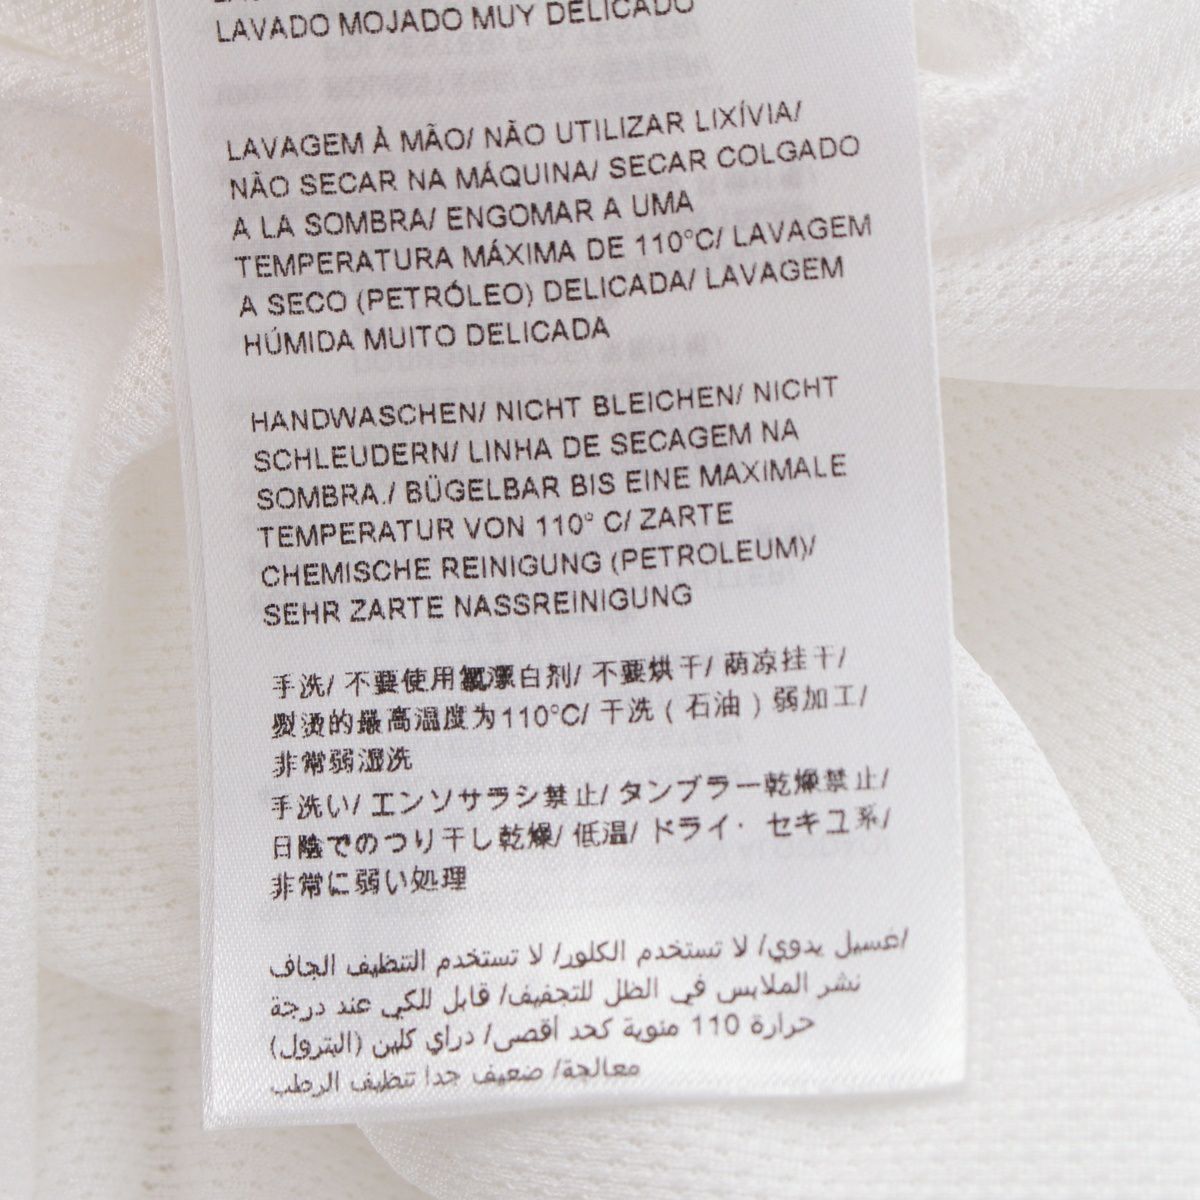 LAVADO MOJADO MUY DELICADO
LAVAGEM À MÃO/ NÃO UTILIZAR LIXÍVIA/
NÃO SECAR NA MÁQUINA/ SECAR COLGADO
A LA SOMBRA/ ENGOMAR A UMA
TEMPERATURA MÁXIMA DE 110°C/ LAVAGEM
A SECO (PETRÓLEO) DELICADA/ LAVAGEM
HÚMIDA MUITO DELICADA
HANDWASCHEN/ NICHT BLEICHEN/ NICHT
SCHLEUDERN/ LINHA DE SECAGEM NA
SOMBRA./ BÜGELBAR BIS EINE MAXIMALE
TEMPERATUR VON 110° C/ ZARTE
CHEMISCHE REINIGUNG (PETROLEUM)/
SEHR ZARTE NASSREINIGUNG
手洗/ 不要使用氯漂白剂/ 不要烘干/ 荫凉挂干/
熨烫的最高温度为110°C/ 干洗 ( 石油 ) 弱加工/
非常弱湿洗
手洗い/ エンソサラシ禁止/ タンブラー乾燥禁止/
日陰でのつり干し乾燥/ 低温/ ドライ・ セキユ系/
非常に弱い処理
غسيل يدوي/ لا تستخدم الكلور/ لا تستخدم التنظيف الجاف/
نشر الملابس في الظل للتجفيف/ قابل للكي عند درجة
حرارة 110 مئوية كحد أقصى/ دراي كلين (البترول)
معالجة/ ضعيف جدا تنظيف الرطب